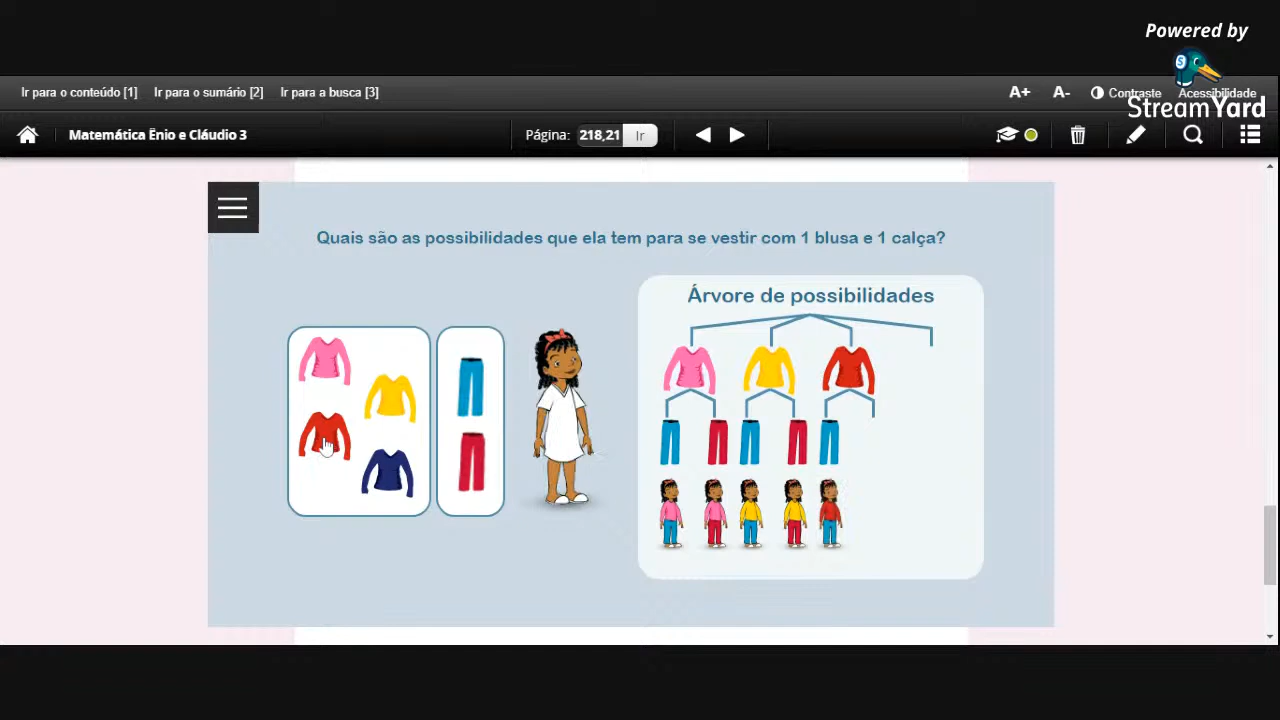 Powered by
StreamYard
Ir para o conteúdo [1] Ir para o sumário [2] Ir para a busca [3]
A+ A- Contraste Acessibilidade
Matemática Ênio e Cláudio 3 Página: 218,21 Ir
Quais são as possibilidades que ela tem para se vestir com 1 blusa e 1 calça?
Árvore de possibilidades